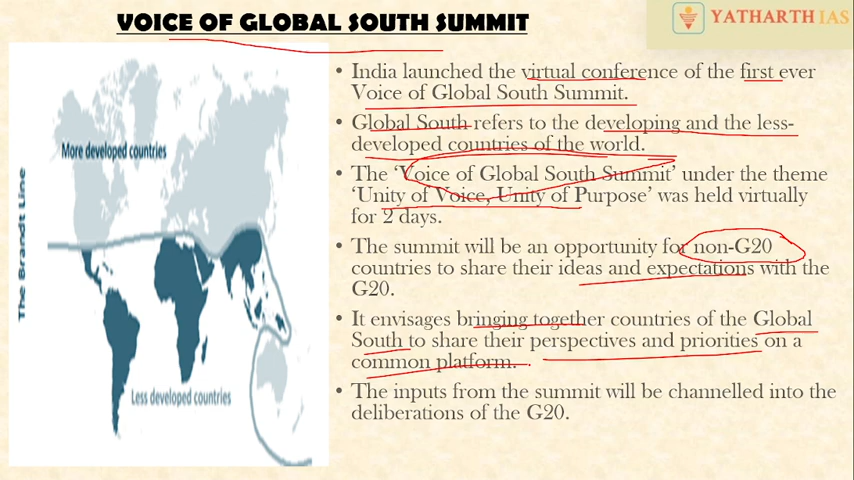 VOICE OF GLOBAL SOUTH SUMMIT
YATHARTH IAS
The Brandt Line
More developed countries
Less developed countries
• India launched the virtual conference of the first ever
Voice of Global South Summit.
• Global South refers to the developing and the less-
developed countries of the world.
• The ‘Voice of Global South Summit’ under the theme
‘Unity of Voice, Unity of Purpose’ was held virtually
for 2 days.
• The summit will be an opportunity for non-G20
countries to share their ideas and expectations with the
G20.
• It envisages bringing together countries of the Global
South to share their perspectives and priorities on a
common platform.
• The inputs from the summit will be channelled into the
deliberations of the G20.